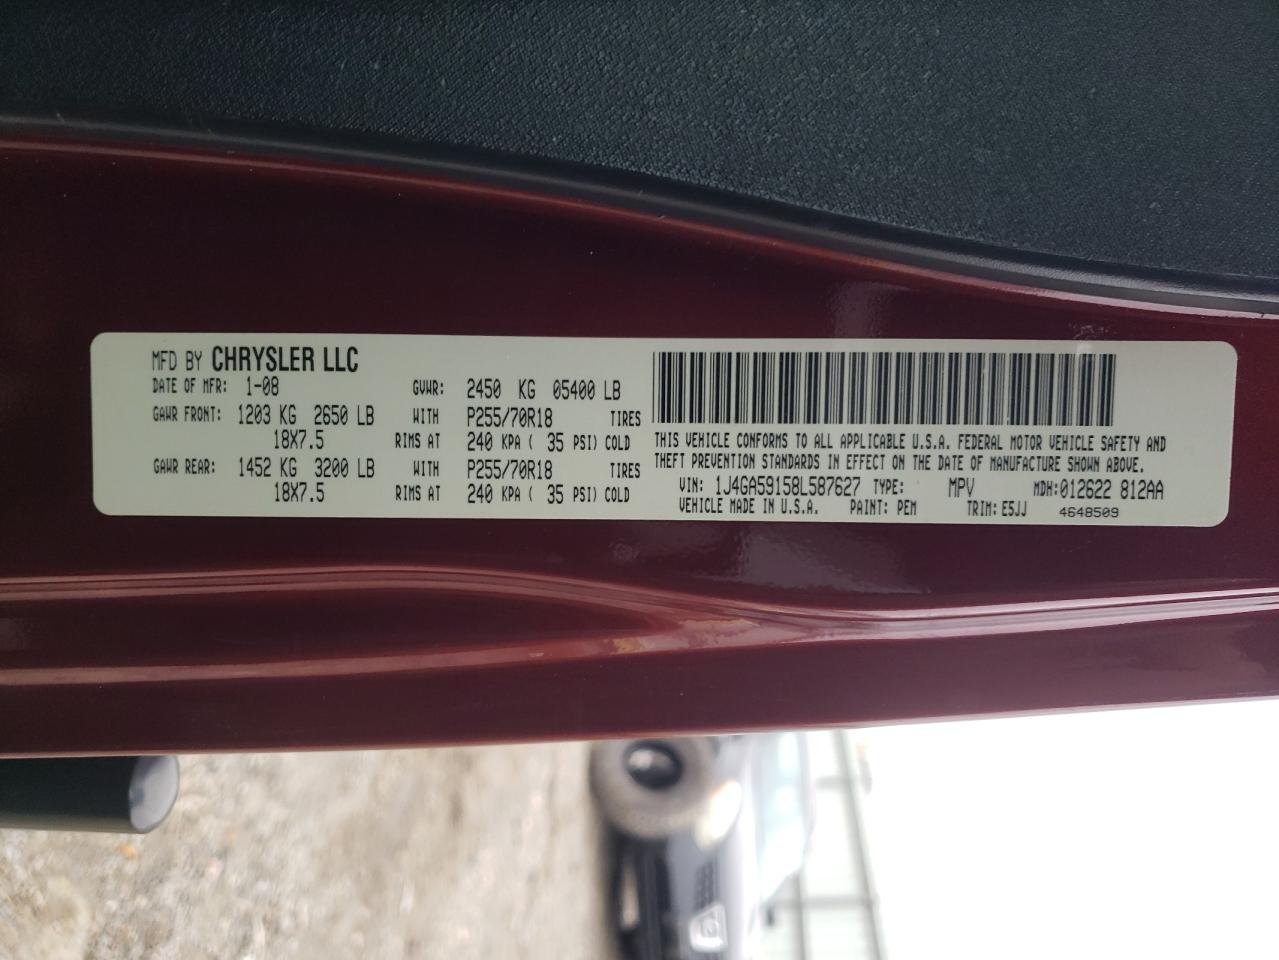 MFD BY CHRYSLER LLC
DATE OF MFR: 1-08 GVWR: 2450 KG 05400 LB
GAWR FRONT: 1203 KG 2650 LB WITH P255/70R18 TIRES
18X7.5 RIMS AT 240 KPA ( 35 PSI) COLD
GAWR REAR: 1452 KG 3200 LB WITH P255/70R18 TIRES
18X7.5 RIMS AT 240 KPA ( 35 PSI) COLD
THIS VEHICLE CONFORMS TO ALL APPLICABLE U.S.A. FEDERAL MOTOR VEHICLE SAFETY AND
THEFT PREVENTION STANDARDS IN EFFECT ON THE DATE OF MANUFACTURE SHOWN ABOVE.
VIN: 1J4GA59158L587627 TYPE: MPV MDH:012622 812AA
VEHICLE MADE IN U.S.A. PAINT: PEM TRIM: E5JJ 4648509